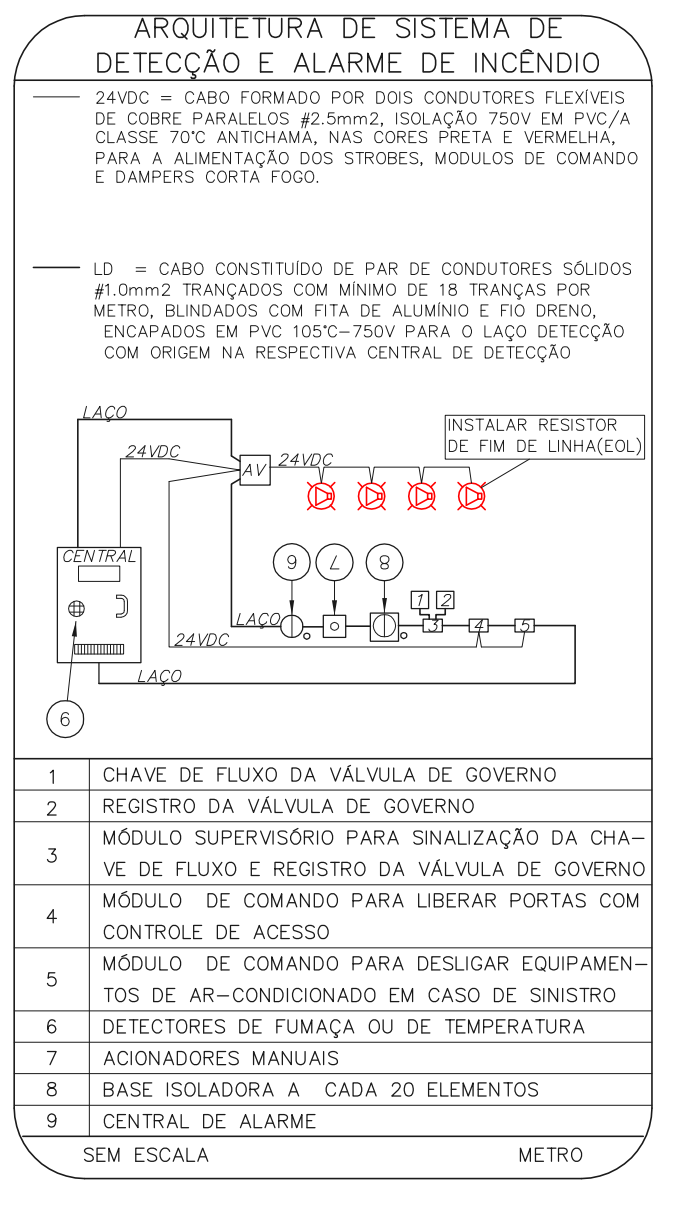 ARQUITETURA DE SISTEMA DE
DETECÇÃO E ALARME DE INCÊNDIO
24VDC = CABO FORMADO POR DOIS CONDUTORES FLEXÍVEIS
DE COBRE PARALELOS #2.5mm2, ISOLAÇÃO 750V EM PVC/A
CLASSE 70°C ANTICHAMA, NAS CORES PRETA E VERMELHA,
PARA A ALIMENTAÇÃO DOS STROBES, MODULOS DE COMANDO
E DAMPERS CORTA FOGO.
LD = CABO CONSTITUÍDO DE PAR DE CONDUTORES SÓLIDOS
#1.0mm2 TRANÇADOS COM MÍNIMO DE 18 TRANÇAS POR
METRO, BLINDADOS COM FITA DE ALUMÍNIO E FIO DRENO,
ENCAPADOS EM PVC 105°C-750V PARA O LAÇO DETECÇÃO
COM ORIGEM NA RESPECTIVA CENTRAL DE DETECÇÃO
LAÇO
INSTALAR RESISTOR
DE FIM DE LINHA(EOL)
24VDC
AV
24VDC
CENTRAL
9
7
8
1
2
LAÇO
3
4
5
24VDC
LAÇO
9
1 CHAVE DE FLUXO DA VÁLVULA DE GOVERNO
2 REGISTRO DA VÁLVULA DE GOVERNO
3 MÓDULO SUPERVISÓRIO PARA SINALIZAÇÃO DA CHA-
VE DE FLUXO E REGISTRO DA VÁLVULA DE GOVERNO
4 MÓDULO DE COMANDO PARA LIBERAR PORTAS COM
CONTROLE DE ACESSO
5 MÓDULO DE COMANDO PARA DESLIGAR EQUIPAMEN-
TOS DE AR-CONDICIONADO EM CASO DE SINISTRO
6 DETECTORES DE FUMAÇA OU DE TEMPERATURA
7 ACIONADORES MANUAIS
8 BASE ISOLADORA A CADA 20 ELEMENTOS
9 CENTRAL DE ALARME
SEM ESCALA METRO